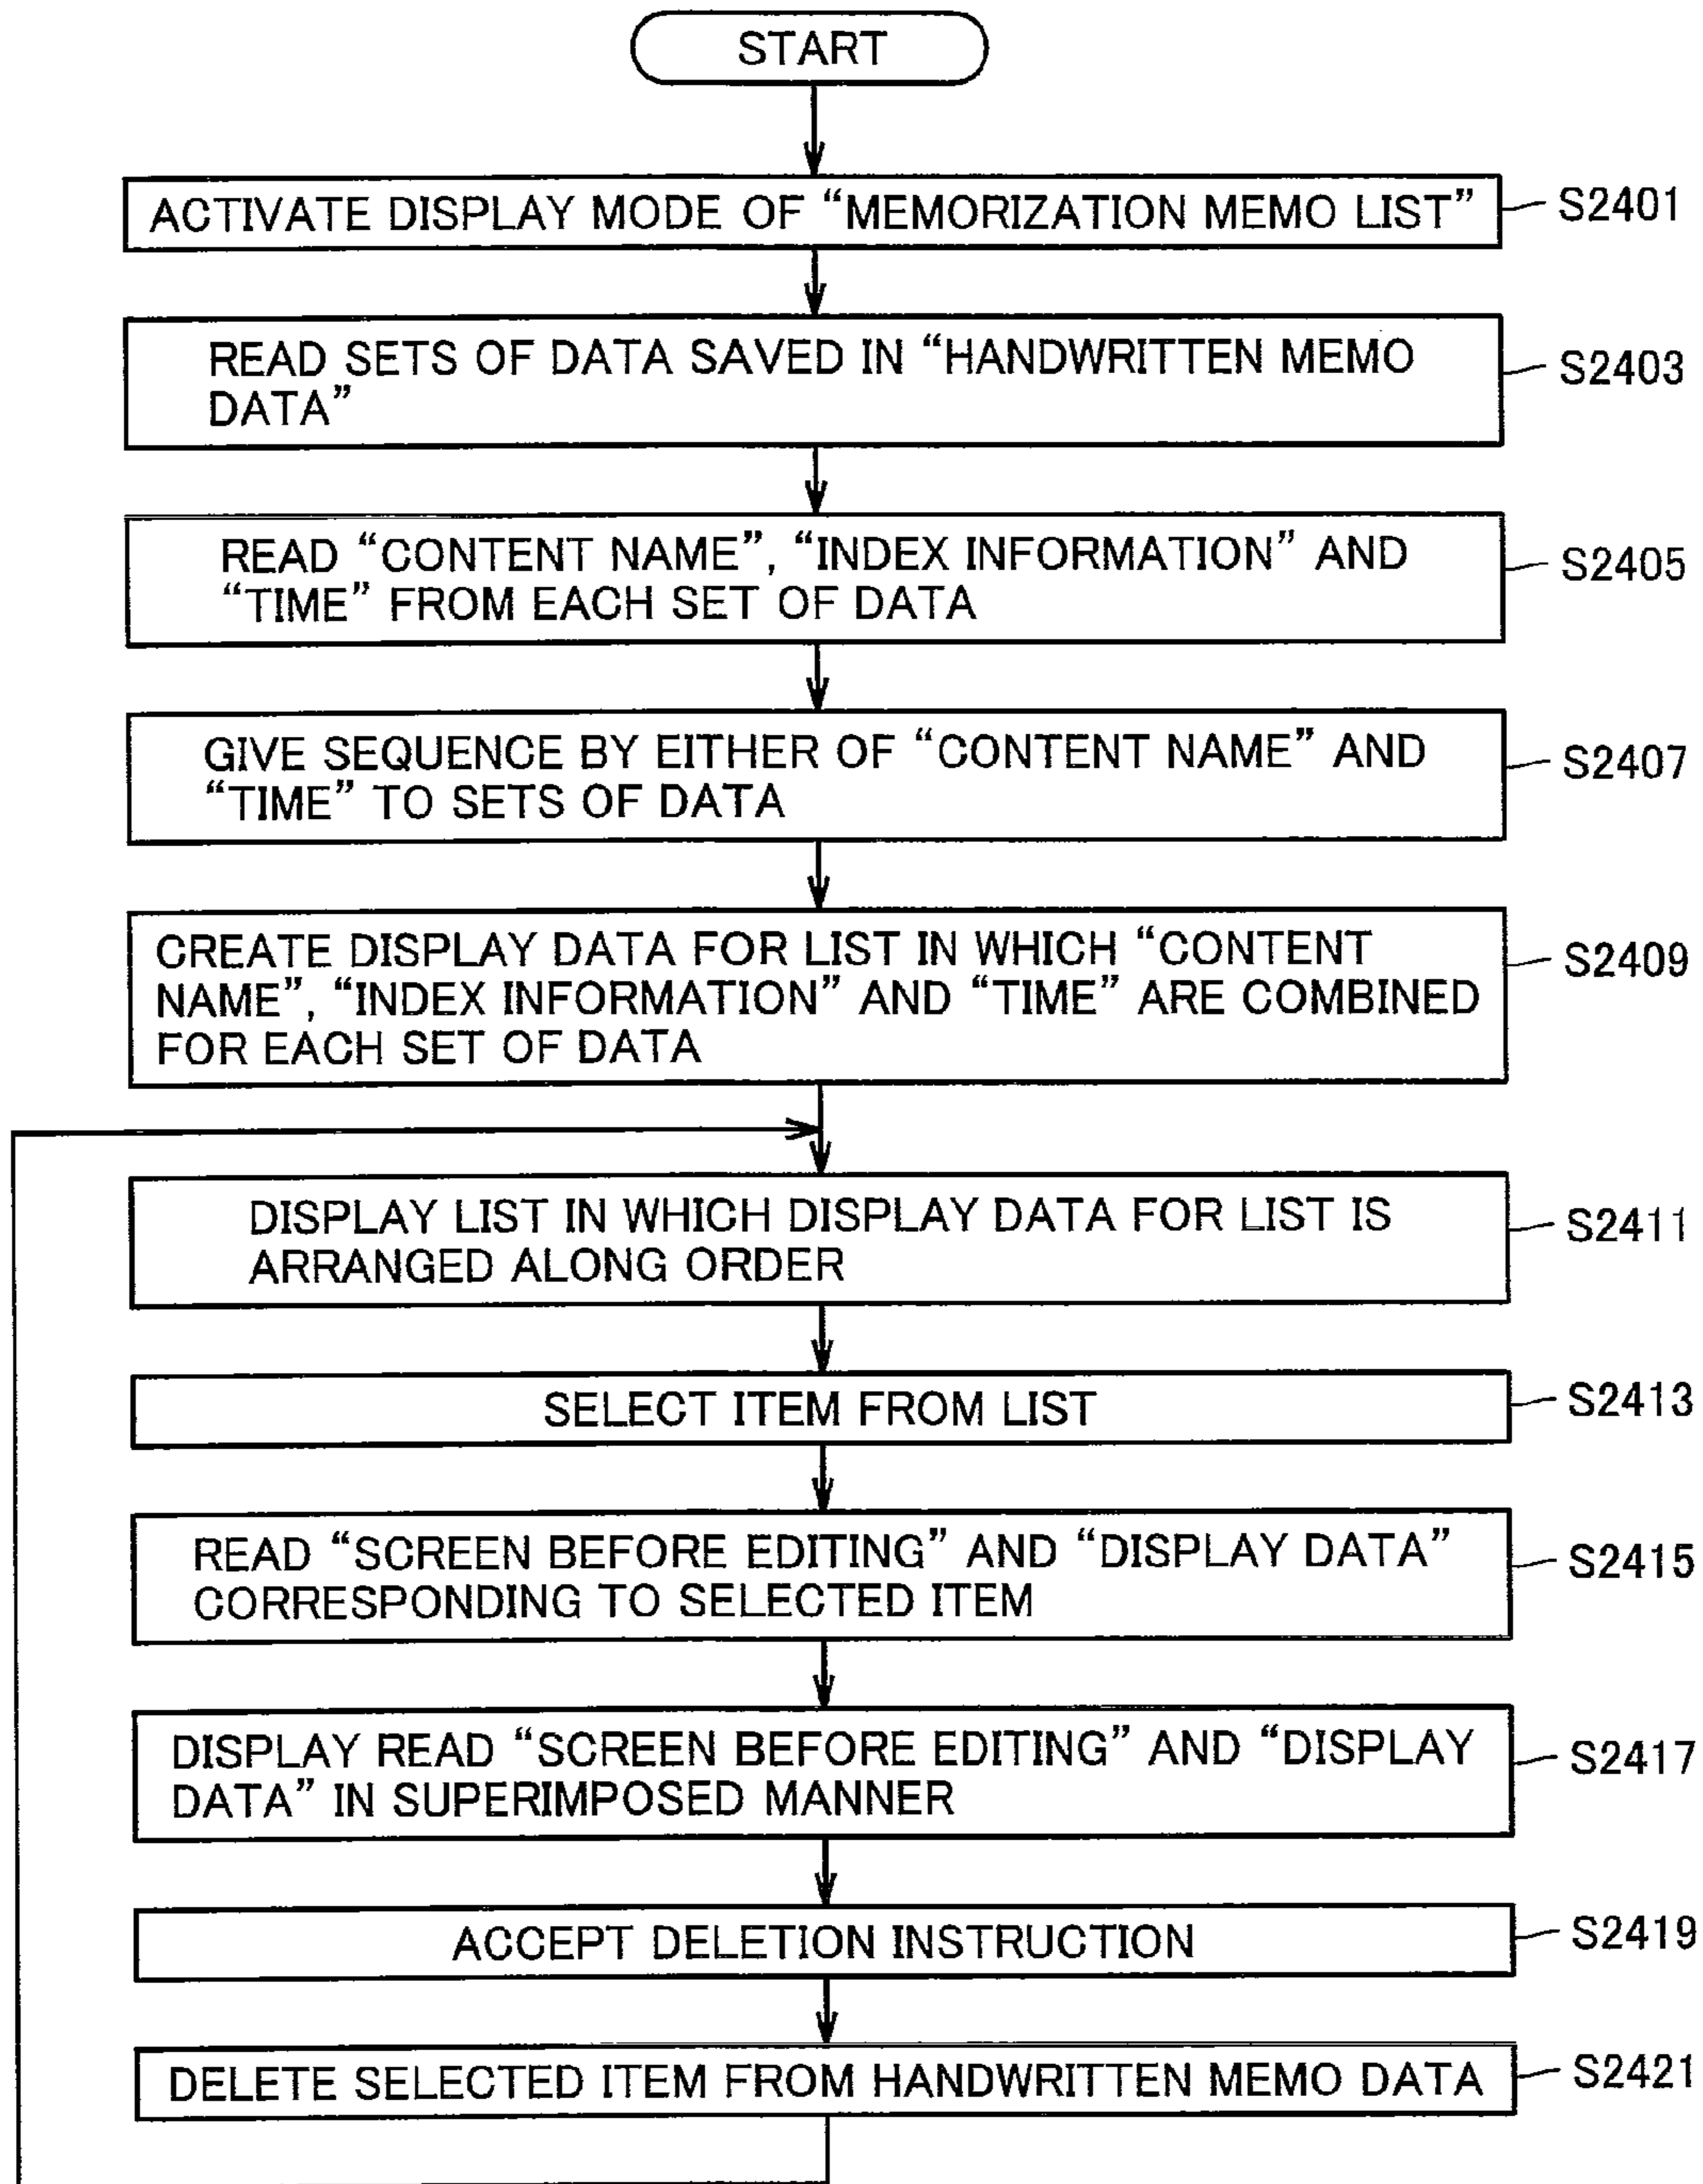 START
ACTIVATE DISPLAY MODE OF “MEMORIZATION MEMO LIST”
S2401
READ SETS OF DATA SAVED IN “HANDWRITTEN MEMO
DATA”
S2403
READ “CONTENT NAME”, “INDEX INFORMATION” AND
“TIME” FROM EACH SET OF DATA
S2405
GIVE SEQUENCE BY EITHER OF “CONTENT NAME” AND
“TIME” TO SETS OF DATA
S2407
CREATE DISPLAY DATA FOR LIST IN WHICH “CONTENT
NAME”, “INDEX INFORMATION” AND “TIME” ARE COMBINED
FOR EACH SET OF DATA
S2409
DISPLAY LIST IN WHICH DISPLAY DATA FOR LIST IS
ARRANGED ALONG ORDER
S2411
SELECT ITEM FROM LIST
S2413
READ “SCREEN BEFORE EDITING” AND “DISPLAY DATA”
CORRESPONDING TO SELECTED ITEM
S2415
DISPLAY READ “SCREEN BEFORE EDITING” AND “DISPLAY
DATA” IN SUPERIMPOSED MANNER
S2417
ACCEPT DELETION INSTRUCTION
S2419
DELETE SELECTED ITEM FROM HANDWRITTEN MEMO DATA
S2421